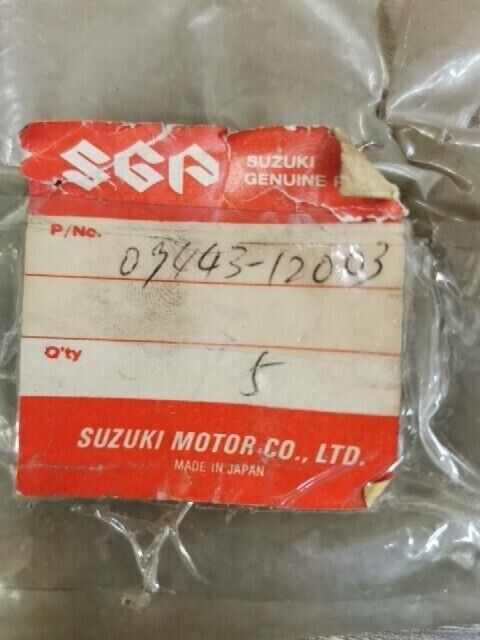 SGP
SUZUKI
GENUINE
P/No.
09443-12003
Q'ty
5
SUZUKI MOTOR CO., LTD.
MADE IN JAPAN